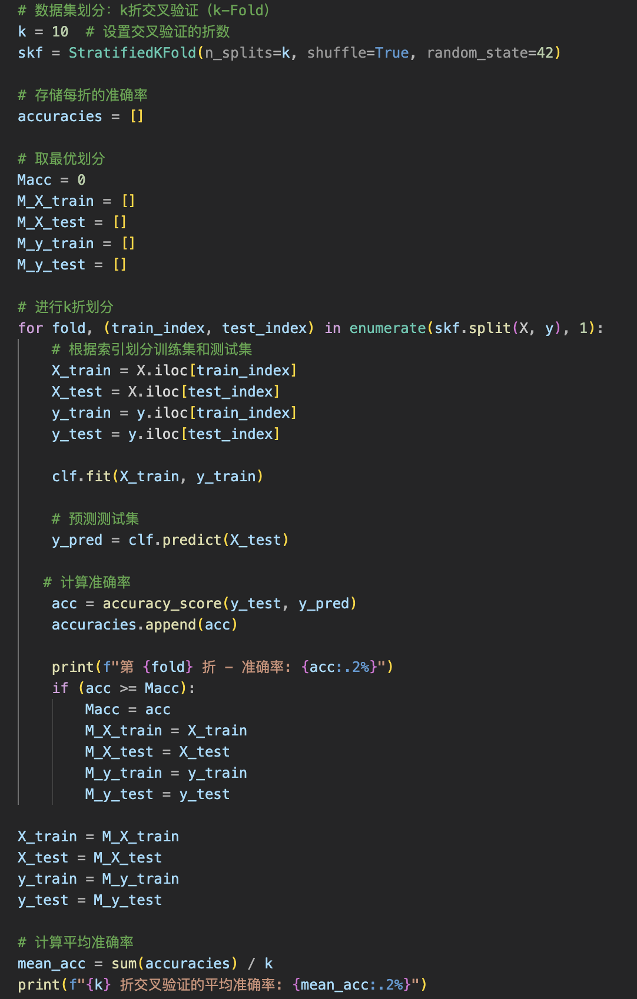 # 数据集划分：k折交叉验证（k-Fold）
k = 10  # 设置交叉验证的折数
skf = StratifiedKFold(n_splits=k, shuffle=True, random_state=42)
# 存储每折的准确率
accuracies = []
# 取最优划分
Macc = 0
M_X_train = []
M_X_test = []
M_y_train = []
M_y_test = []
# 进行k折划分
for fold, (train_index, test_index) in enumerate(skf.split(X, y), 1):
    # 根据索引划分训练集和测试集
    X_train = X.iloc[train_index]
    X_test = X.iloc[test_index]
    y_train = y.iloc[train_index]
    y_test = y.iloc[test_index]
    clf.fit(X_train, y_train)
    # 预测测试集
    y_pred = clf.predict(X_test)
   # 计算准确率
    acc = accuracy_score(y_test, y_pred)
    accuracies.append(acc)
    print(f"第 {fold} 折 - 准确率: {acc:.2%}")
    if (acc >= Macc):
        Macc = acc
        M_X_train = X_train
        M_X_test = X_test
        M_y_train = y_train
        M_y_test = y_test
X_train = M_X_train
X_test = M_X_test
y_train = M_y_train
y_test = M_y_test
# 计算平均准确率
mean_acc = sum(accuracies) / k
print(f"{k} 折交叉验证的平均准确率: {mean_acc:.2%}")